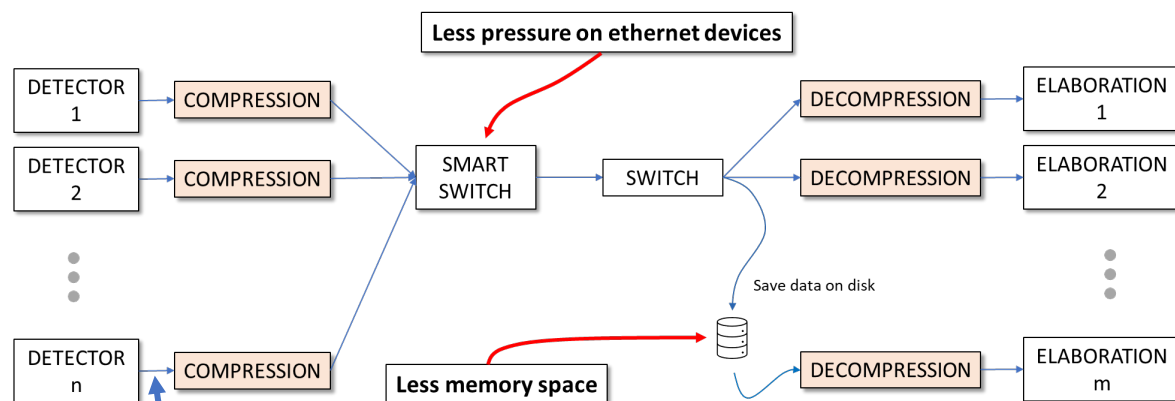 Less pressure on ethernet devices
DETECTOR
1
COMPRESSION
DECOMPRESSION
ELABORATION
1
DETECTOR
2
COMPRESSION
SMART
SWITCH
SWITCH
DECOMPRESSION
ELABORATION
2
Save data on disk
DETECTOR
n
COMPRESSION
Less memory space
DECOMPRESSION
ELABORATION
m